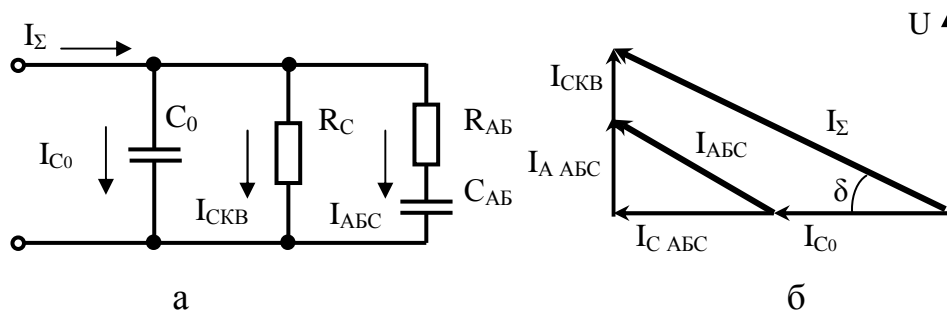 I_Σ
C_0
R_C
R_АБ
I_C0
C_АБ
I_СКВ
I_АБС
а
U
I_СКВ
I_Σ
I_АБС
I_А АБС
δ
I_С АБС
I_C0
б